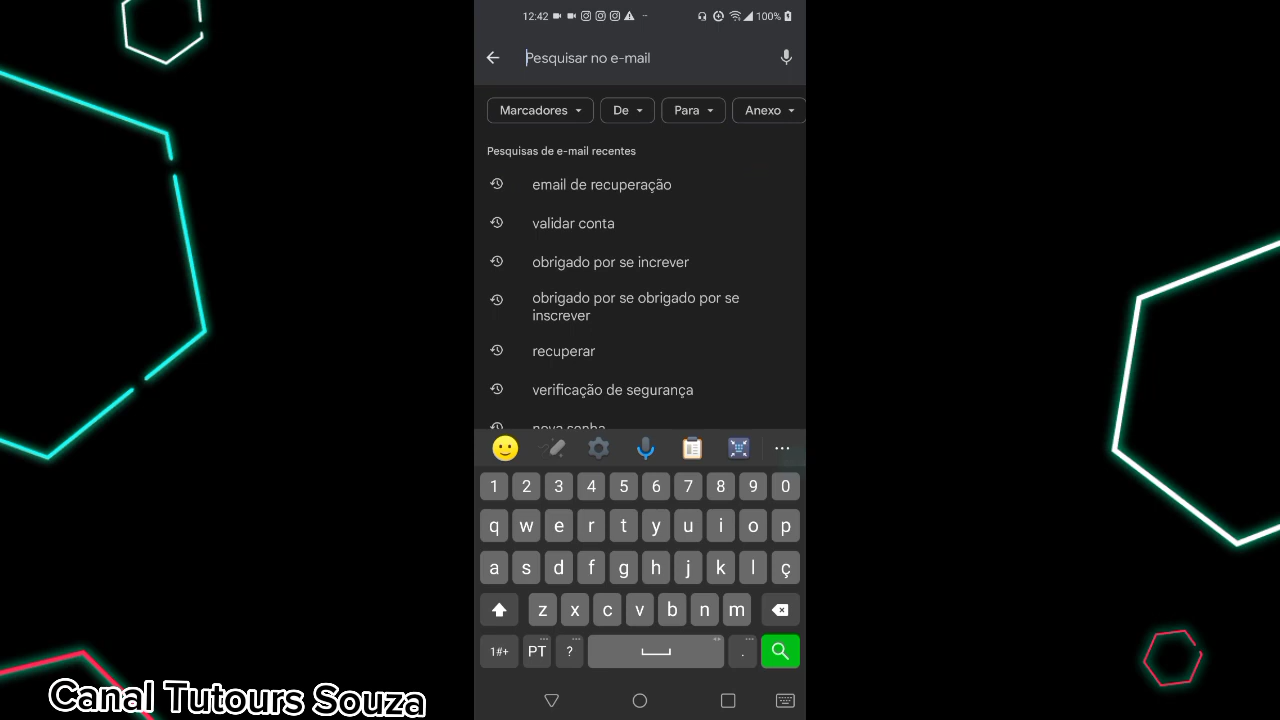 12:42
100%
Pesquisar no e-mail
Marcadores De Para Anexo
Pesquisas de e-mail recentes
email de recuperação
validar conta
obrigado por se increver
obrigado por se obrigado por se
inscrever
recuperar
verificação de segurança
nova senha
1 2 3 4 5 6 7 8 9 0
q w e r t y u i o p
a s d f g h j k l ç
z x c v b n m
1#+ PT ? .
Canal Tutours Souza